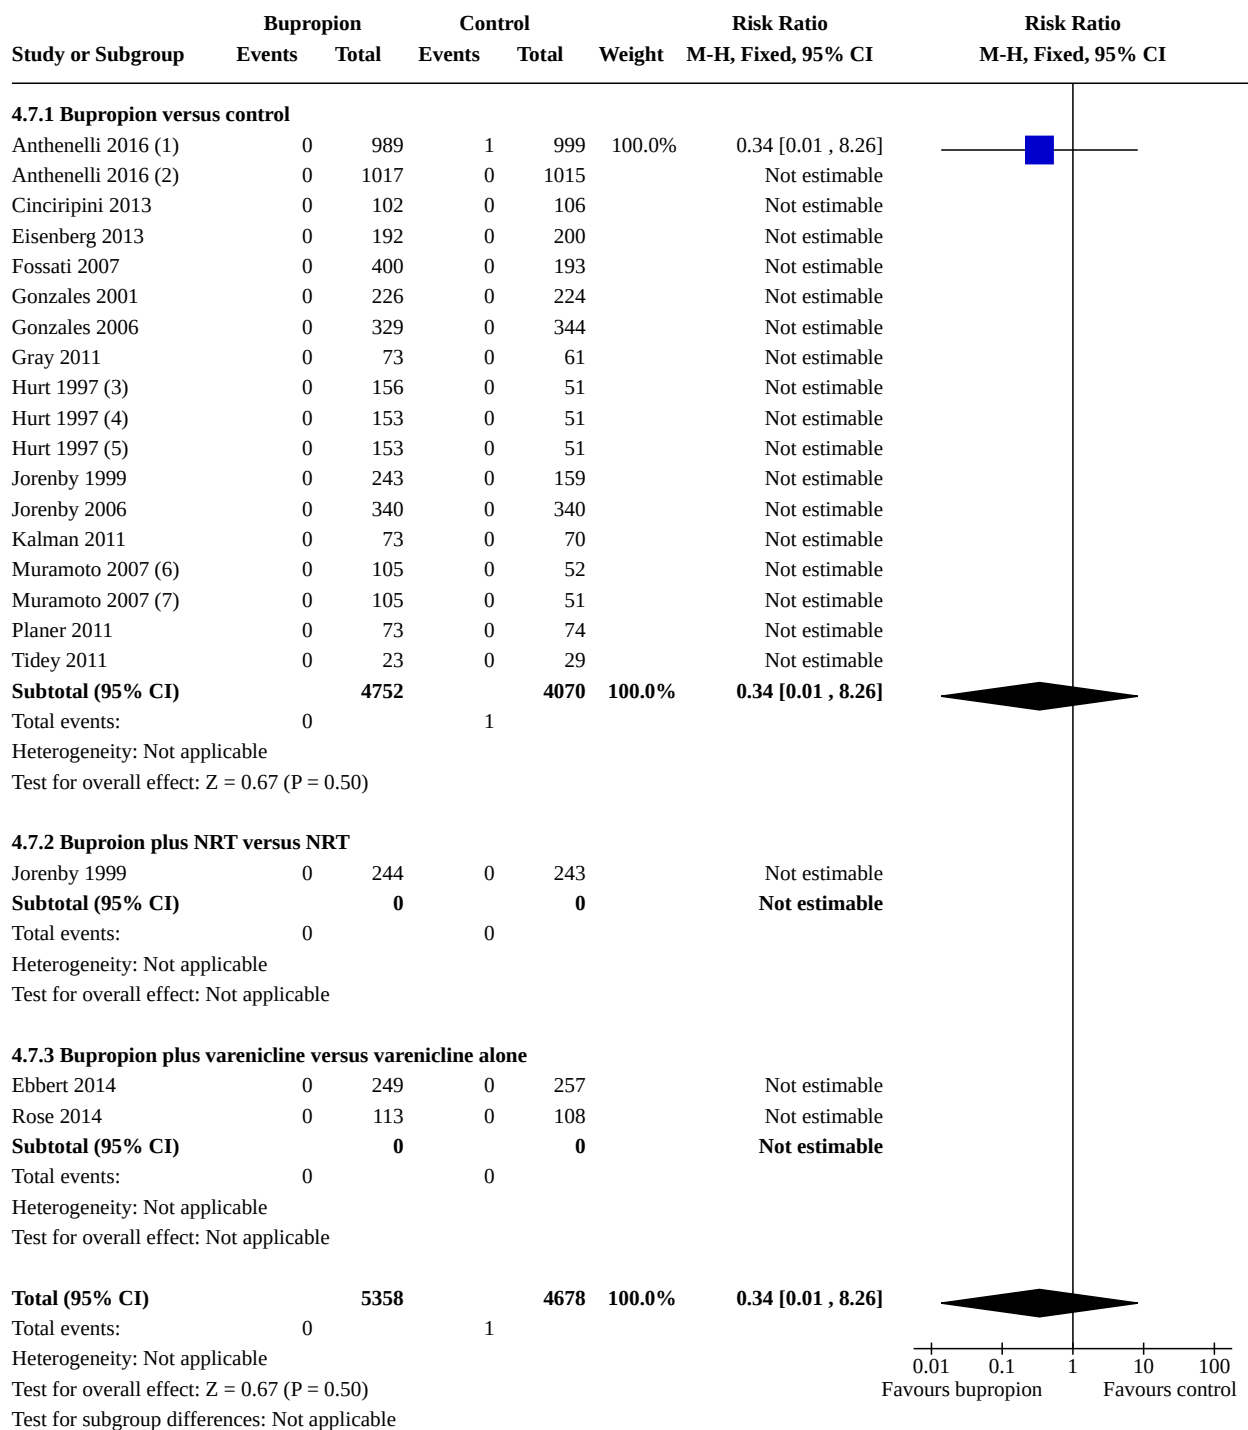 Bupropion Control Risk Ratio Risk Ratio
Study or Subgroup Events Total Events Total Weight M-H, Fixed, 95% CI M-H, Fixed, 95% CI
4.7.1 Bupropion versus control
Anthenelli 2016 (1) 0 989 1 999 100.0% 0.34 [0.01 , 8.26]
Anthenelli 2016 (2) 0 1017 0 1015 Not estimable
Cinciripini 2013 0 102 0 106 Not estimable
Eisenberg 2013 0 192 0 200 Not estimable
Fossati 2007 0 400 0 193 Not estimable
Gonzales 2001 0 226 0 224 Not estimable
Gonzales 2006 0 329 0 344 Not estimable
Gray 2011 0 73 0 61 Not estimable
Hurt 1997 (3) 0 156 0 51 Not estimable
Hurt 1997 (4) 0 153 0 51 Not estimable
Hurt 1997 (5) 0 153 0 51 Not estimable
Jorenby 1999 0 243 0 159 Not estimable
Jorenby 2006 0 340 0 340 Not estimable
Kalman 2011 0 73 0 70 Not estimable
Muramoto 2007 (6) 0 105 0 52 Not estimable
Muramoto 2007 (7) 0 105 0 51 Not estimable
Planer 2011 0 73 0 74 Not estimable
Tidey 2011 0 23 0 29 Not estimable
Subtotal (95% CI) 4752 4070 100.0% 0.34 [0.01 , 8.26]
Total events: 0 1
Heterogeneity: Not applicable
Test for overall effect: Z = 0.67 (P = 0.50)
4.7.2 Buproion plus NRT versus NRT
Jorenby 1999 0 244 0 243 Not estimable
Subtotal (95% CI) 0 0 Not estimable
Total events: 0 0
Heterogeneity: Not applicable
Test for overall effect: Not applicable
4.7.3 Bupropion plus varenicline versus varenicline alone
Ebbert 2014 0 249 0 257 Not estimable
Rose 2014 0 113 0 108 Not estimable
Subtotal (95% CI) 0 0 Not estimable
Total events: 0 0
Heterogeneity: Not applicable
Test for overall effect: Not applicable
Total (95% CI) 5358 4678 100.0% 0.34 [0.01 , 8.26]
Total events: 0 1
Heterogeneity: Not applicable 0.01 0.1 1 10 100
Test for overall effect: Z = 0.67 (P = 0.50) Favours bupropion Favours control
Test for subgroup differences: Not applicable